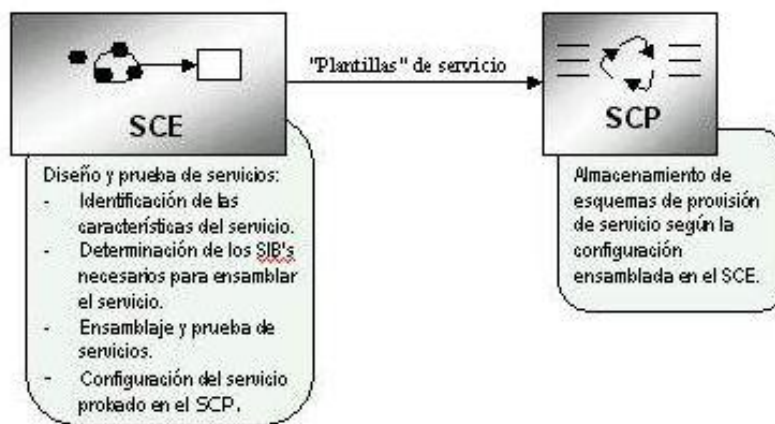 "Plantillas" de servicio
SCE
SCP
Diseño y prueba de servicios:
- Identificación de las
características del servicio.
- Determinación de los SIB's
necesarios para ensamblar
el servicio.
- Ensamblaje y prueba de
servicios.
- Configuración del servicio
probado en el SCP.
Almacenamiento de
esquemas de provisión
de servicio según la
configuración
ensamblada en el SCE.